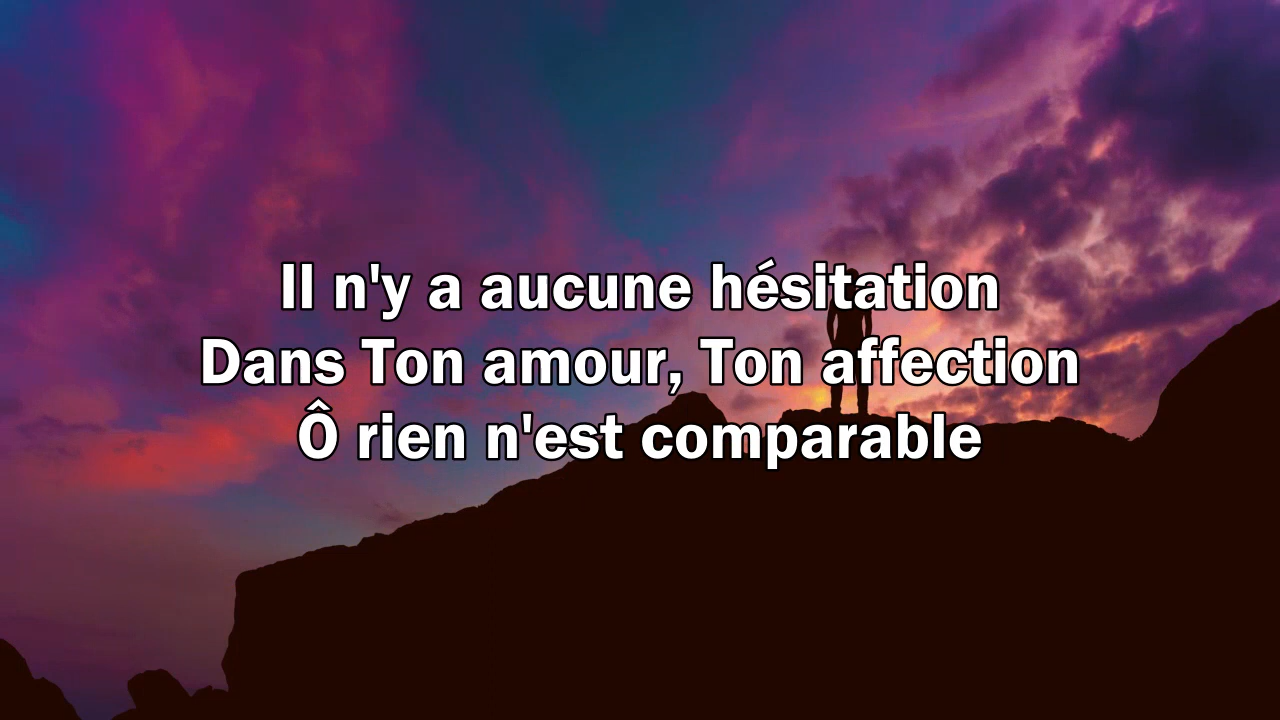 Il n'y a aucune hésitation
Dans Ton amour, Ton affection
Ô rien n'est comparable